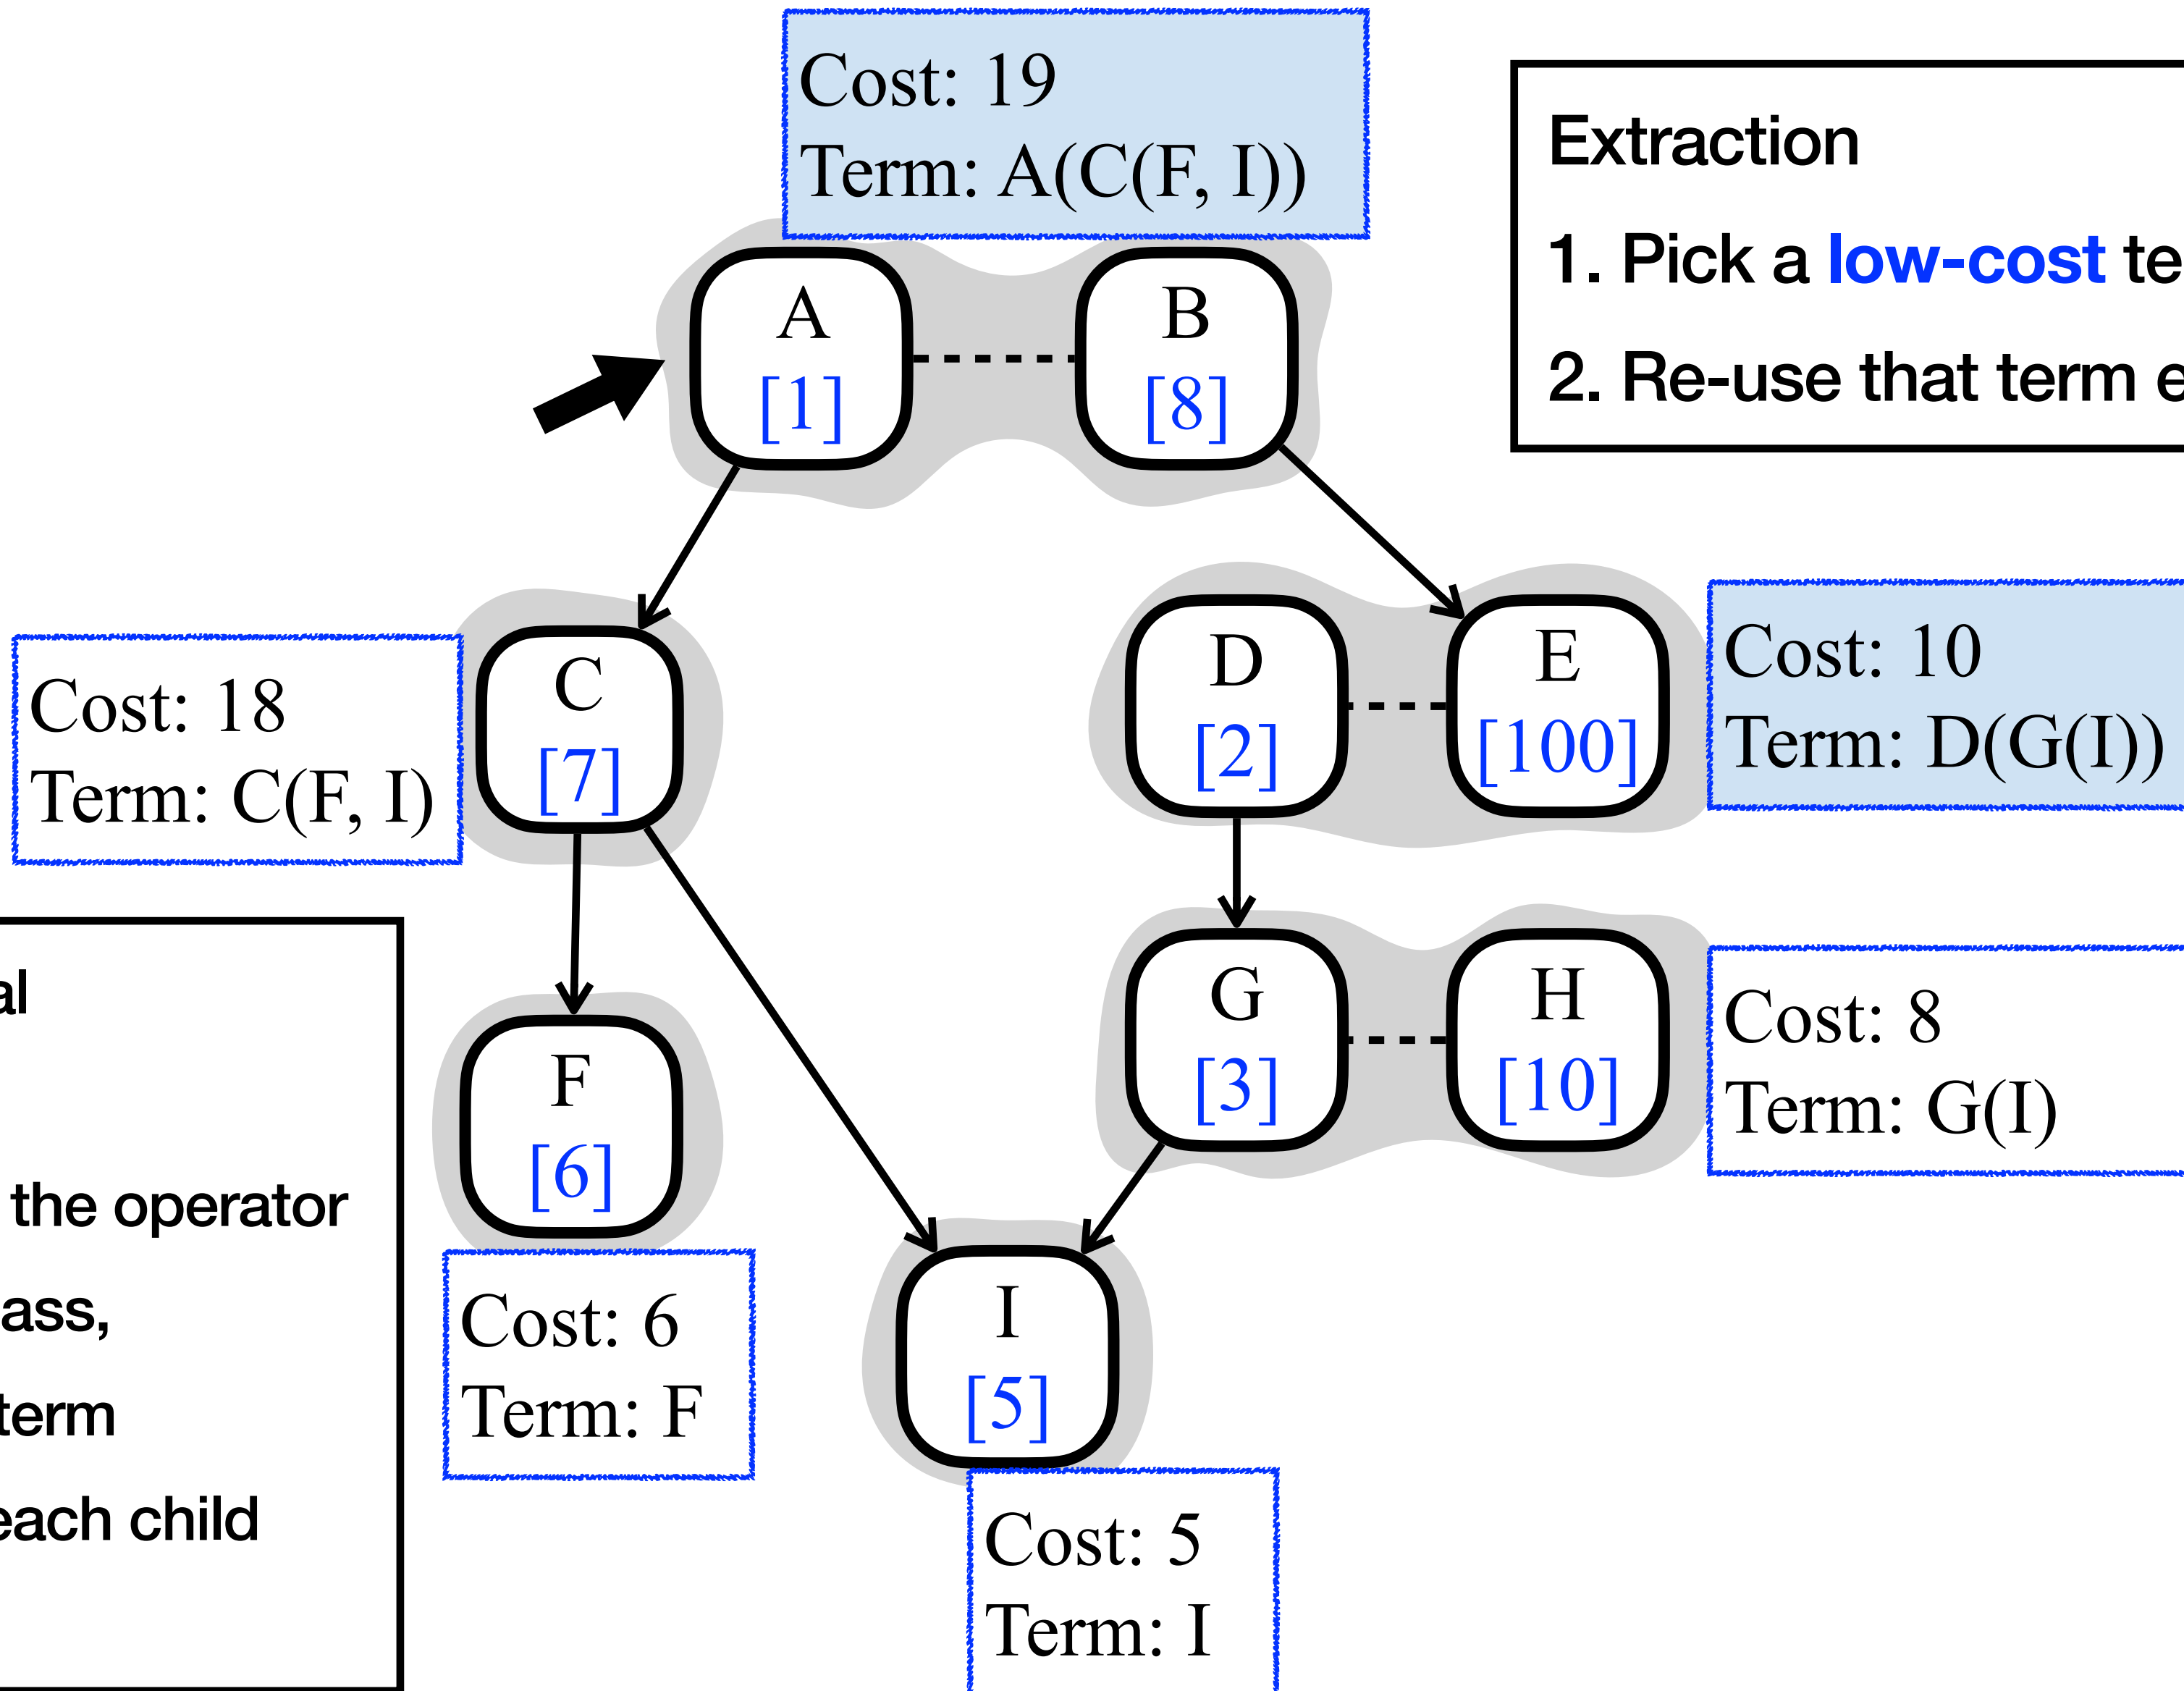 Cost: 19
Term: A(C(F, I))
Extraction
1. Pick a low-cost te
2. Re-use that term e
A
[1]
B
[8]
Cost: 18
Term: C(F, I)
C
[7]
D
[2]
E
[100]
Cost: 10
Term: D(G(I))
al
the operator
ass,
term
each child
F
[6]
Cost: 6
Term: F
G
[3]
H
[10]
Cost: 8
Term: G(I)
I
[5]
Cost: 5
Term: I